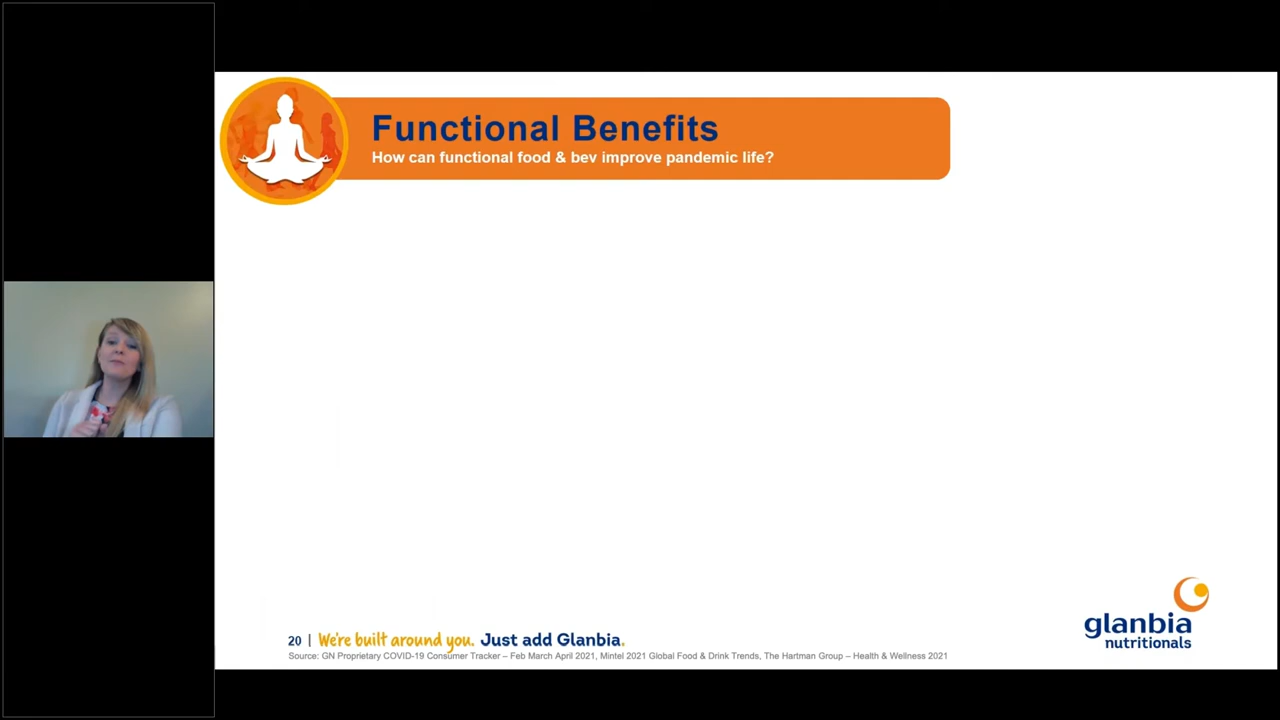 Functional Benefits
How can functional food & bev improve pandemic life?
glanbia
nutritionals
20 | We're built around you. Just add Glanbia.
Source: GN Proprietary COVID-19 Consumer Tracker – Feb March April 2021, Mintel 2021 Global Food & Drink Trends, The Hartman Group – Health & Wellness 2021